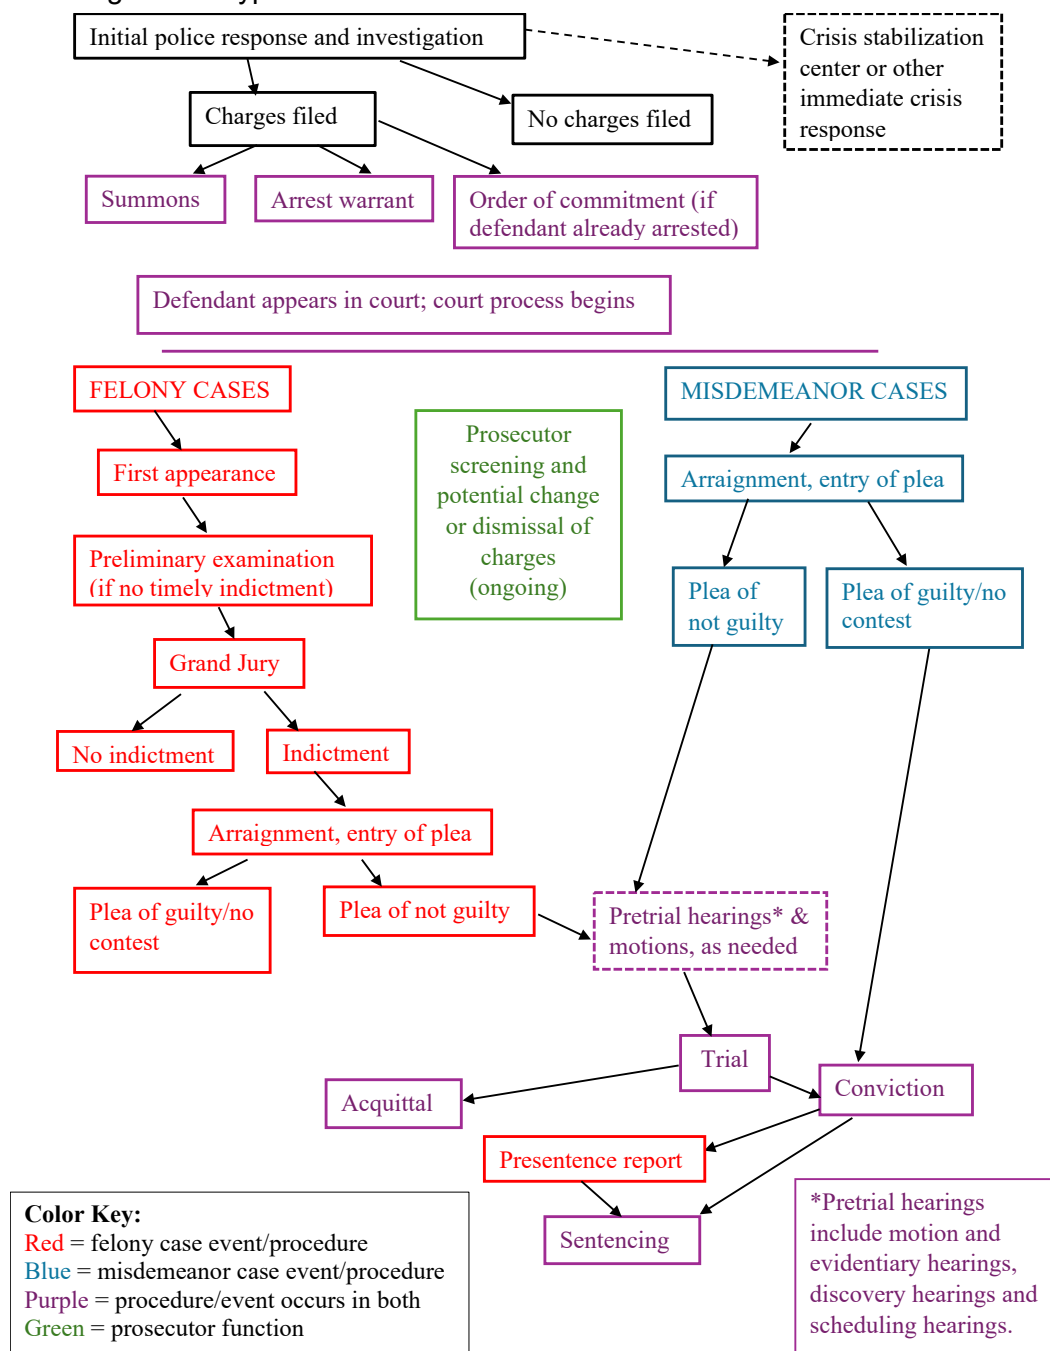 Initial police response and investigation
Crisis stabilization
center or other
immediate crisis
response
Charges filed
No charges filed
Summons
Arrest warrant
Order of commitment (if
defendant already arrested)
Defendant appears in court; court process begins
FELONY CASES
MISDEMEANOR CASES
First appearance
Prosecutor
screening and
potential change
or dismissal of
charges
(ongoing)
Arraignment, entry of plea
Preliminary examination
(if no timely indictment)
Plea of
not guilty
Plea of guilty/no
contest
Grand Jury
No indictment
Indictment
Arraignment, entry of plea
Plea of guilty/no
contest
Plea of not guilty
Pretrial hearings* &
motions, as needed
Trial
Acquittal
Conviction
Presentence report
Sentencing
Color Key:
Red = felony case event/procedure
Blue = misdemeanor case event/procedure
Purple = procedure/event occurs in both
Green = prosecutor function
*Pretrial hearings
include motion and
evidentiary hearings,
discovery hearings and
scheduling hearings.